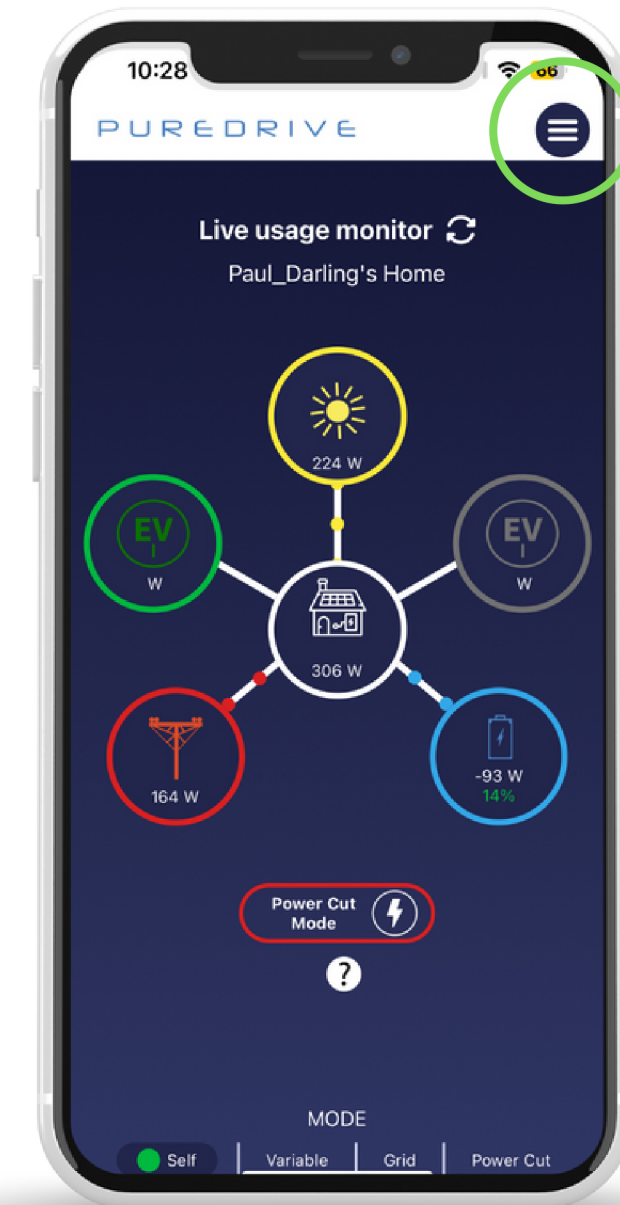 10:28
66
PUREDRIVE
Live usage monitor
Paul_Darling's Home
224 W
EV
W
EV
W
306 W
164 W
-93 W
14%
Power Cut
Mode
?
MODE
Self
Variable
Grid
Power Cut